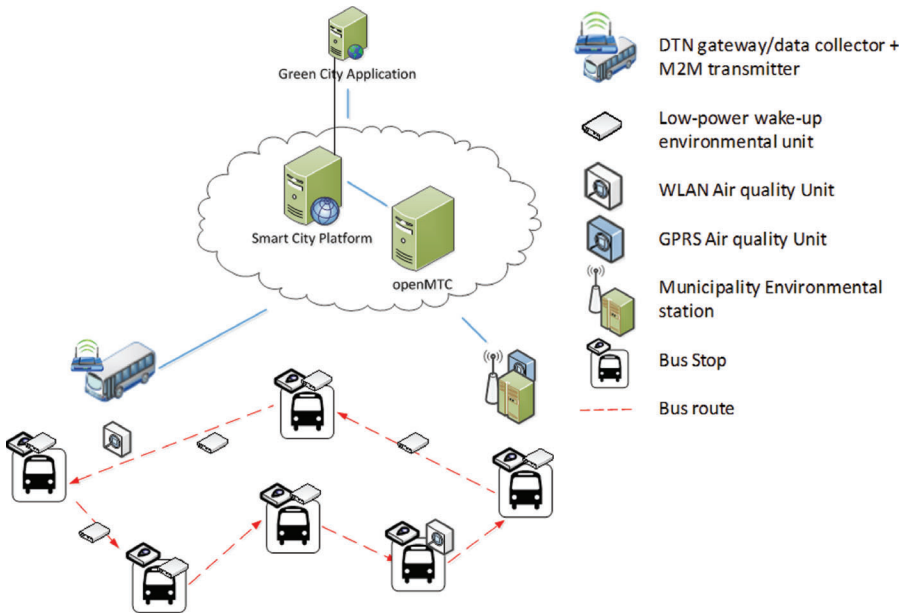 Green City Application
Smart City Platform
openMTC
DTN gateway/data collector +
M2M transmitter
Low-power wake-up
environmental unit
WLAN Air quality Unit
GPRS Air quality Unit
Municipality Environmental
station
Bus Stop
Bus route